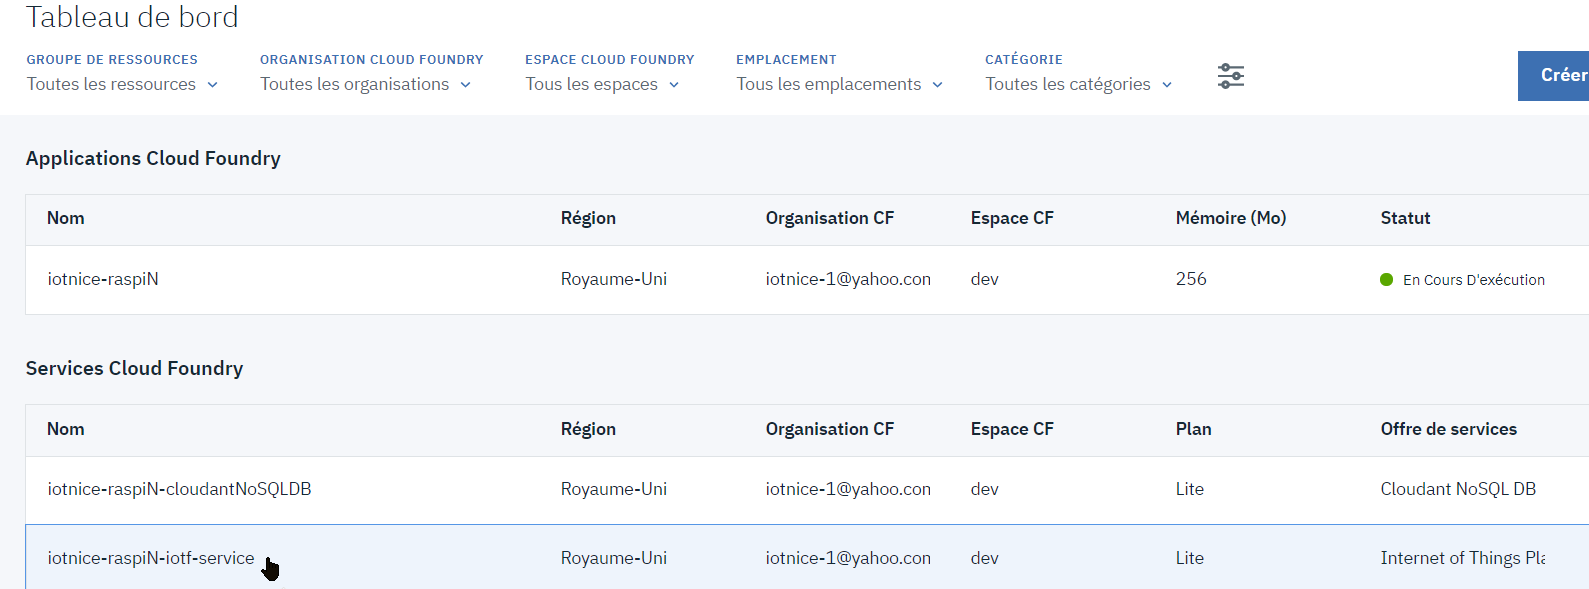 Tableau de bord
GROUPE DE RESSOURCES ORGANISATION CLOUD FOUNDRY ESPACE CLOUD FOUNDRY EMPLACEMENT CATÉGORIE
Toutes les ressources Toutes les organisations Tous les espaces Tous les emplacements Toutes les catégories Créer
Applications Cloud Foundry
Nom Région Organisation CF Espace CF Mémoire (Mo) Statut
iotnice-raspiN Royaume-Uni iotnice-1@yahoo.con dev 256 En Cours D'exécution
Services Cloud Foundry
Nom Région Organisation CF Espace CF Plan Offre de services
iotnice-raspiN-cloudantNoSQLDB Royaume-Uni iotnice-1@yahoo.con dev Lite Cloudant NoSQL DB
iotnice-raspiN-iotf-service Royaume-Uni iotnice-1@yahoo.con dev Lite Internet of Things Pla